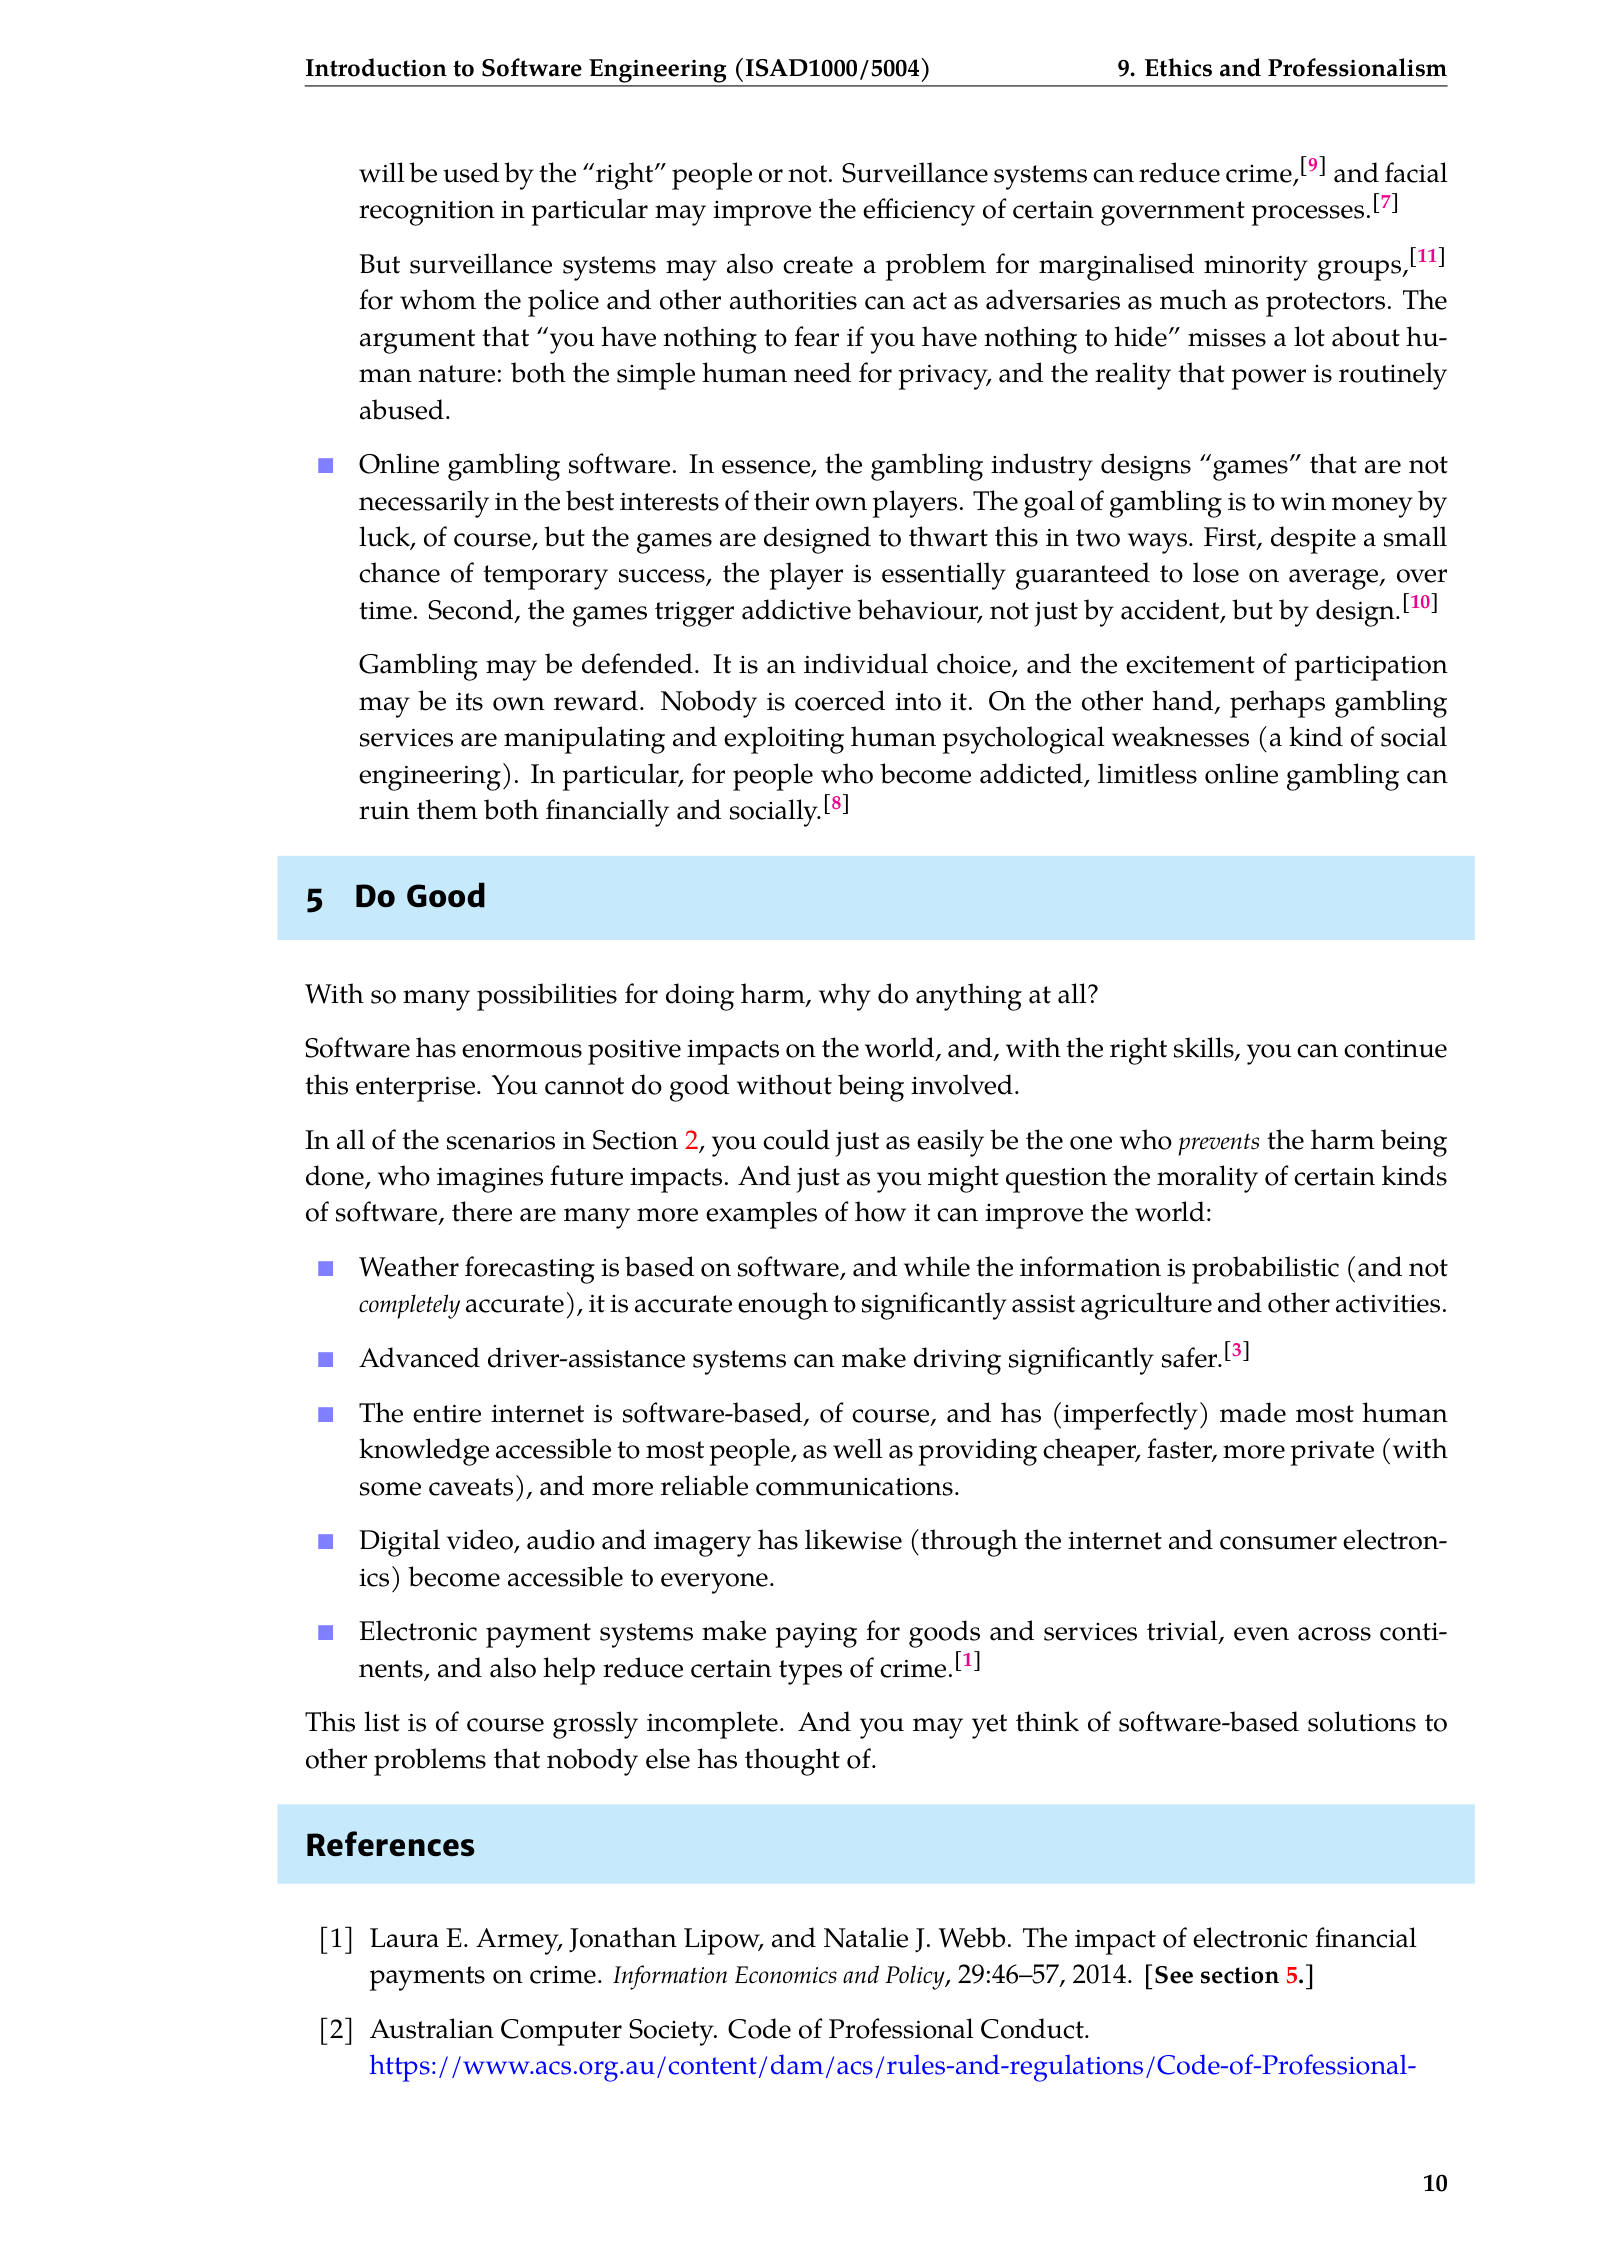 Introduction to Software Engineering (ISAD1000/5004) 9. Ethics and Professionalism
will be used by the “right” people or not. Surveillance systems can reduce crime,[9] and facial
recognition in particular may improve the efficiency of certain government processes.[7]
But surveillance systems may also create a problem for marginalised minority groups,[11]
for whom the police and other authorities can act as adversaries as much as protectors. The
argument that “you have nothing to fear if you have nothing to hide” misses a lot about hu-
man nature: both the simple human need for privacy, and the reality that power is routinely
abused.
■ Online gambling software. In essence, the gambling industry designs “games” that are not
necessarily in the best interests of their own players. The goal of gambling is to win money by
luck, of course, but the games are designed to thwart this in two ways. First, despite a small
chance of temporary success, the player is essentially guaranteed to lose on average, over
time. Second, the games trigger addictive behaviour, not just by accident, but by design.[10]
Gambling may be defended. It is an individual choice, and the excitement of participation
may be its own reward. Nobody is coerced into it. On the other hand, perhaps gambling
services are manipulating and exploiting human psychological weaknesses (a kind of social
engineering). In particular, for people who become addicted, limitless online gambling can
ruin them both financially and socially.[8]
5 Do Good
With so many possibilities for doing harm, why do anything at all?
Software has enormous positive impacts on the world, and, with the right skills, you can continue
this enterprise. You cannot do good without being involved.
In all of the scenarios in Section 2, you could just as easily be the one who prevents the harm being
done, who imagines future impacts. And just as you might question the morality of certain kinds
of software, there are many more examples of how it can improve the world:
■ Weather forecasting is based on software, and while the information is probabilistic (and not
completely accurate), it is accurate enough to significantly assist agriculture and other activities.
■ Advanced driver-assistance systems can make driving significantly safer.[3]
■ The entire internet is software-based, of course, and has (imperfectly) made most human
knowledge accessible to most people, as well as providing cheaper, faster, more private (with
some caveats), and more reliable communications.
■ Digital video, audio and imagery has likewise (through the internet and consumer electron-
ics) become accessible to everyone.
■ Electronic payment systems make paying for goods and services trivial, even across conti-
nents, and also help reduce certain types of crime.[1]
This list is of course grossly incomplete. And you may yet think of software-based solutions to
other problems that nobody else has thought of.
References
[1] Laura E. Armey, Jonathan Lipow, and Natalie J. Webb. The impact of electronic financial
payments on crime. Information Economics and Policy, 29:46–57, 2014. [See section 5.]
[2] Australian Computer Society. Code of Professional Conduct.
https://www.acs.org.au/content/dam/acs/rules-and-regulations/Code-of-Professional-
10